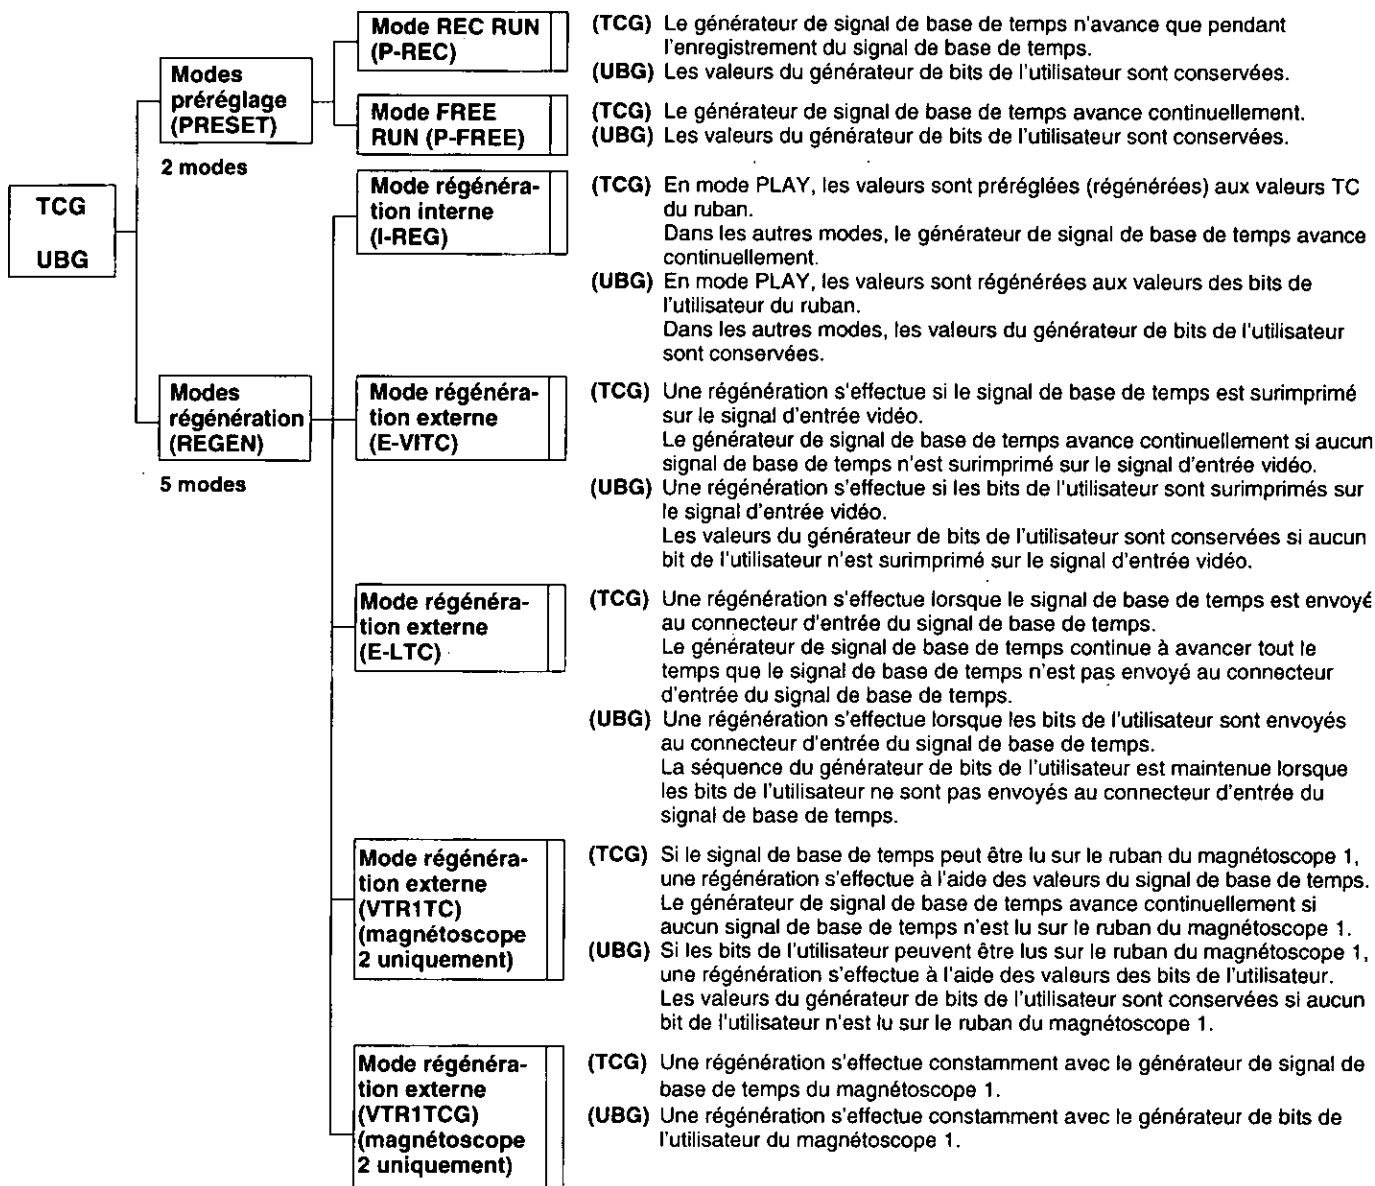 TCG
UBG
Modes
préréglage
(PRESET)
2 modes
Mode REC RUN
(P-REC)
(TCG) Le générateur de signal de base de temps n'avance que pendant
l'enregistrement du signal de base de temps.
(UBG) Les valeurs du générateur de bits de l'utilisateur sont conservées.
Mode FREE
RUN (P-FREE)
(TCG) Le générateur de signal de base de temps avance continuellement.
(UBG) Les valeurs du générateur de bits de l'utilisateur sont conservées.
Modes
régénération
(REGEN)
5 modes
Mode régénéra-
tion interne
(I-REG)
(TCG) En mode PLAY, les valeurs sont préréglées (régénérées) aux valeurs TC
du ruban.
Dans les autres modes, le générateur de signal de base de temps avance
continuellement.
(UBG) En mode PLAY, les valeurs sont régénérées aux valeurs des bits de
l'utilisateur du ruban.
Dans les autres modes, les valeurs du générateur de bits de l'utilisateur
sont conservées.
Mode régénéra-
tion externe
(E-VITC)
(TCG) Une régénération s'effectue si le signal de base de temps est surimprimé
sur le signal d'entrée vidéo.
Le générateur de signal de base de temps avance continuellement si aucun
signal de base de temps n'est surimprimé sur le signal d'entrée vidéo.
(UBG) Une régénération s'effectue si les bits de l'utilisateur sont surimprimés sur
le signal d'entrée vidéo.
Les valeurs du générateur de bits de l'utilisateur sont conservées si aucun
bit de l'utilisateur n'est surimprimé sur le signal d'entrée vidéo.
Mode régénéra-
tion externe
(E-LTC)
(TCG) Une régénération s'effectue lorsque le signal de base de temps est envoyé
au connecteur d'entrée du signal de base de temps.
Le générateur de signal de base de temps continue à avancer tout le
temps que le signal de base de temps n'est pas envoyé au connecteur
d'entrée du signal de base de temps.
(UBG) Une régénération s'effectue lorsque les bits de l'utilisateur sont envoyés
au connecteur d'entrée du signal de base de temps.
La séquence du générateur de bits de l'utilisateur est maintenue lorsque
les bits de l'utilisateur ne sont pas envoyés au connecteur d'entrée du
signal de base de temps.
Mode régénéra-
tion externe
(VTR1TC)
(magnétoscope
2 uniquement)
(TCG) Si le signal de base de temps peut être lu sur le ruban du magnétoscope 1,
une régénération s'effectue à l'aide des valeurs du signal de base de temps.
Le générateur de signal de base de temps avance continuellement si
aucun signal de base de temps n'est lu sur le ruban du magnétoscope 1.
(UBG) Si les bits de l'utilisateur peuvent être lus sur le ruban du magnétoscope 1,
une régénération s'effectue à l'aide des valeurs des bits de l'utilisateur.
Les valeurs du générateur de bits de l'utilisateur sont conservées si aucun
bit de l'utilisateur n'est lu sur le ruban du magnétoscope 1.
Mode régénéra-
tion externe
(VTR1TCG)
(magnétoscope
2 uniquement)
(TCG) Une régénération s'effectue constamment avec le générateur de signal de
base de temps du magnétoscope 1.
(UBG) Une régénération s'effectue constamment avec le générateur de bits de
l'utilisateur du magnétoscope 1.